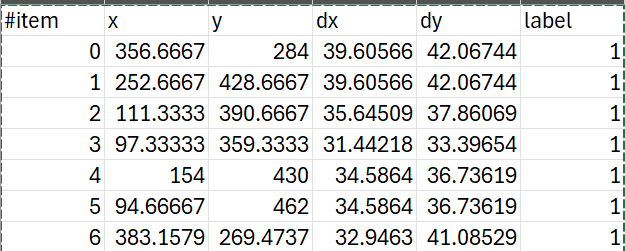 #item x y dx dy label
0 356.6667 284 39.60566 42.06744 1
1 252.6667 428.6667 39.60566 42.06744 1
2 111.3333 390.6667 35.64509 37.86069 1
3 97.33333 359.3333 31.44218 33.39654 1
4 154 430 34.5864 36.73619 1
5 94.66667 462 34.5864 36.73619 1
6 383.1579 269.4737 32.9463 41.08529 1